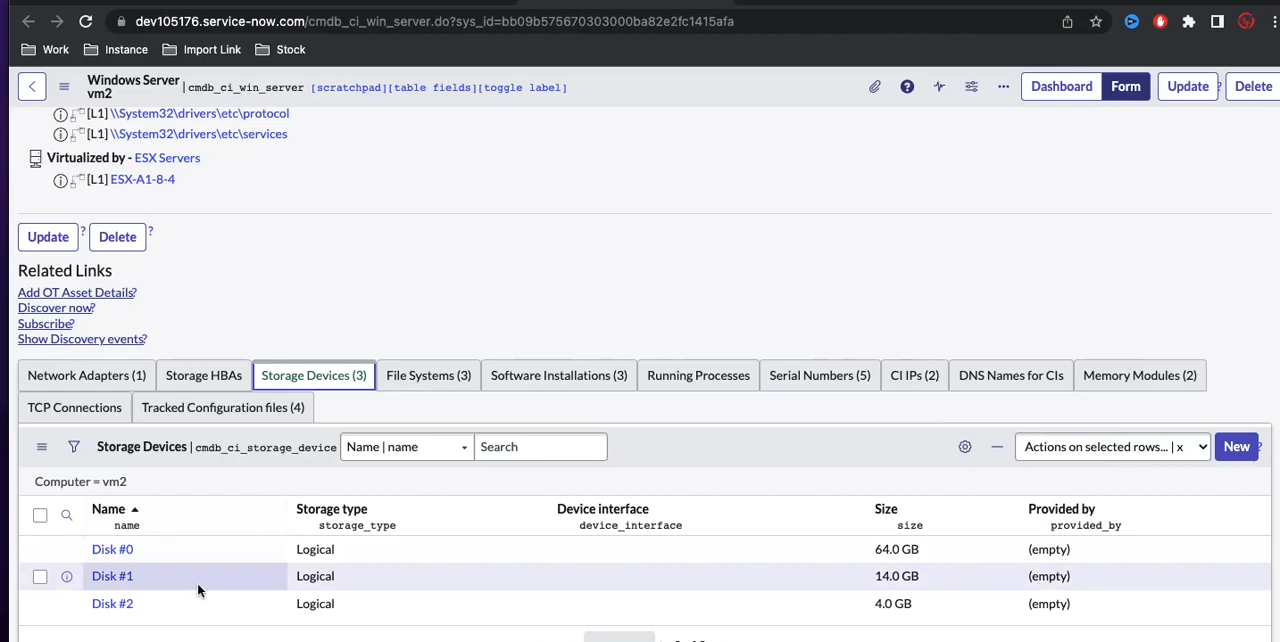 dev105176.service-now.com/cmdb_ci_win_server.do?sys_id=bb09b575670303000ba82e2fc1415afa
Work Instance Import Link Stock
Windows Server
vm2
| cmdb_ci_win_server [scratchpad][table fields][toggle label]
? Dashboard Form Update ? Delete
[L1] \\System32\drivers\etc\protocol
[L1] \\System32\drivers\etc\services
Virtualized by - ESX Servers
[L1] ESX-A1-8-4
Update ? Delete ?
Related Links
Add OT Asset Details?
Discover now?
Subscribe?
Show Discovery events?
Network Adapters (1) Storage HBAs Storage Devices (3) File Systems (3) Software Installations (3) Running Processes Serial Numbers (5) CI IPs (2) DNS Names for CIs Memory Modules (2)
TCP Connections Tracked Configuration files (4)
Storage Devices | cmdb_ci_storage_device Name | name Search Actions on selected rows... | x New ?
Computer = vm2
Name Storage type Device interface Size Provided by
name storage_type device_interface size provided_by
Disk #0 Logical 64.0 GB (empty)
Disk #1 Logical 14.0 GB (empty)
Disk #2 Logical 4.0 GB (empty)